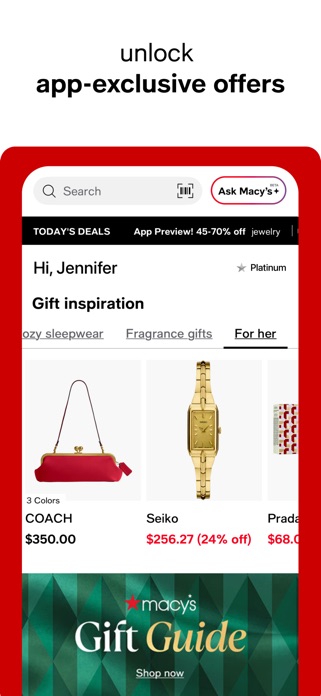 unlock
app-exclusive offers
Search
Ask Macy's
BETA
TODAY'S DEALS App Preview! 45-70% off jewelry
Hi, Jennifer
Platinum
Gift inspiration
ozy sleepwear Fragrance gifts For her
3 Colors
COACH
$350.00
Seiko
$256.27 (24% off)
Prada
$68.0
macy's
Gift Guide
Shop now